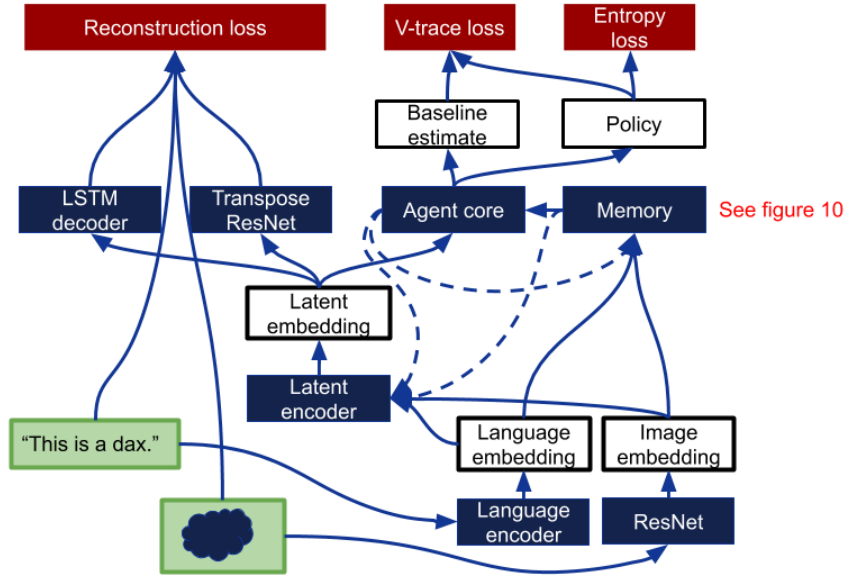 Reconstruction loss
V-trace loss
Entropy
loss
Baseline
estimate
Policy
LSTM
decoder
Transpose
ResNet
Agent core
Memory
See figure 10
Latent
embedding
Latent
encoder
“This is a dax.”
Language
embedding
Image
embedding
Language
encoder
ResNet